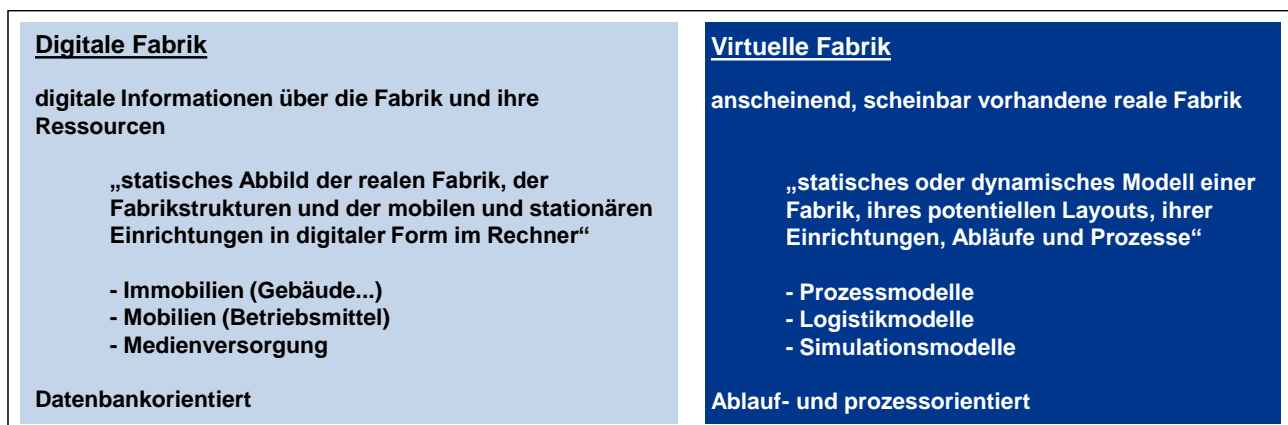 Digitale Fabrik
digitale Informationen über die Fabrik und ihre
Ressourcen
„statisches Abbild der realen Fabrik, der
Fabrikstrukturen und der mobilen und stationären
Einrichtungen in digitaler Form im Rechner“
- Immobilien (Gebäude...)
- Mobilien (Betriebsmittel)
- Medienversorgung
Datenbankorientiert
Virtuelle Fabrik
anscheinend, scheinbar vorhandene reale Fabrik
„statisches oder dynamisches Modell einer
Fabrik, ihres potentiellen Layouts, ihrer
Einrichtungen, Abläufe und Prozesse“
- Prozessmodelle
- Logistikmodelle
- Simulationsmodelle
Ablauf- und prozessorientiert